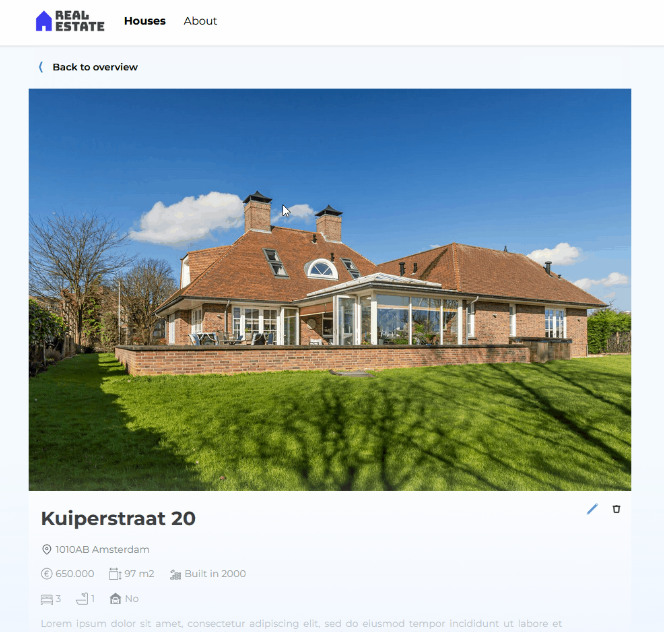 REAL
ESTATE
Houses About
Back to overview
Kuiperstraat 20
1010AB Amsterdam
650.000 97 m2 Built in 2000
3 1 No
Lorem ipsum dolor sit amet, consectetur adipiscing elit, sed do eiusmod tempor incididunt ut labore et